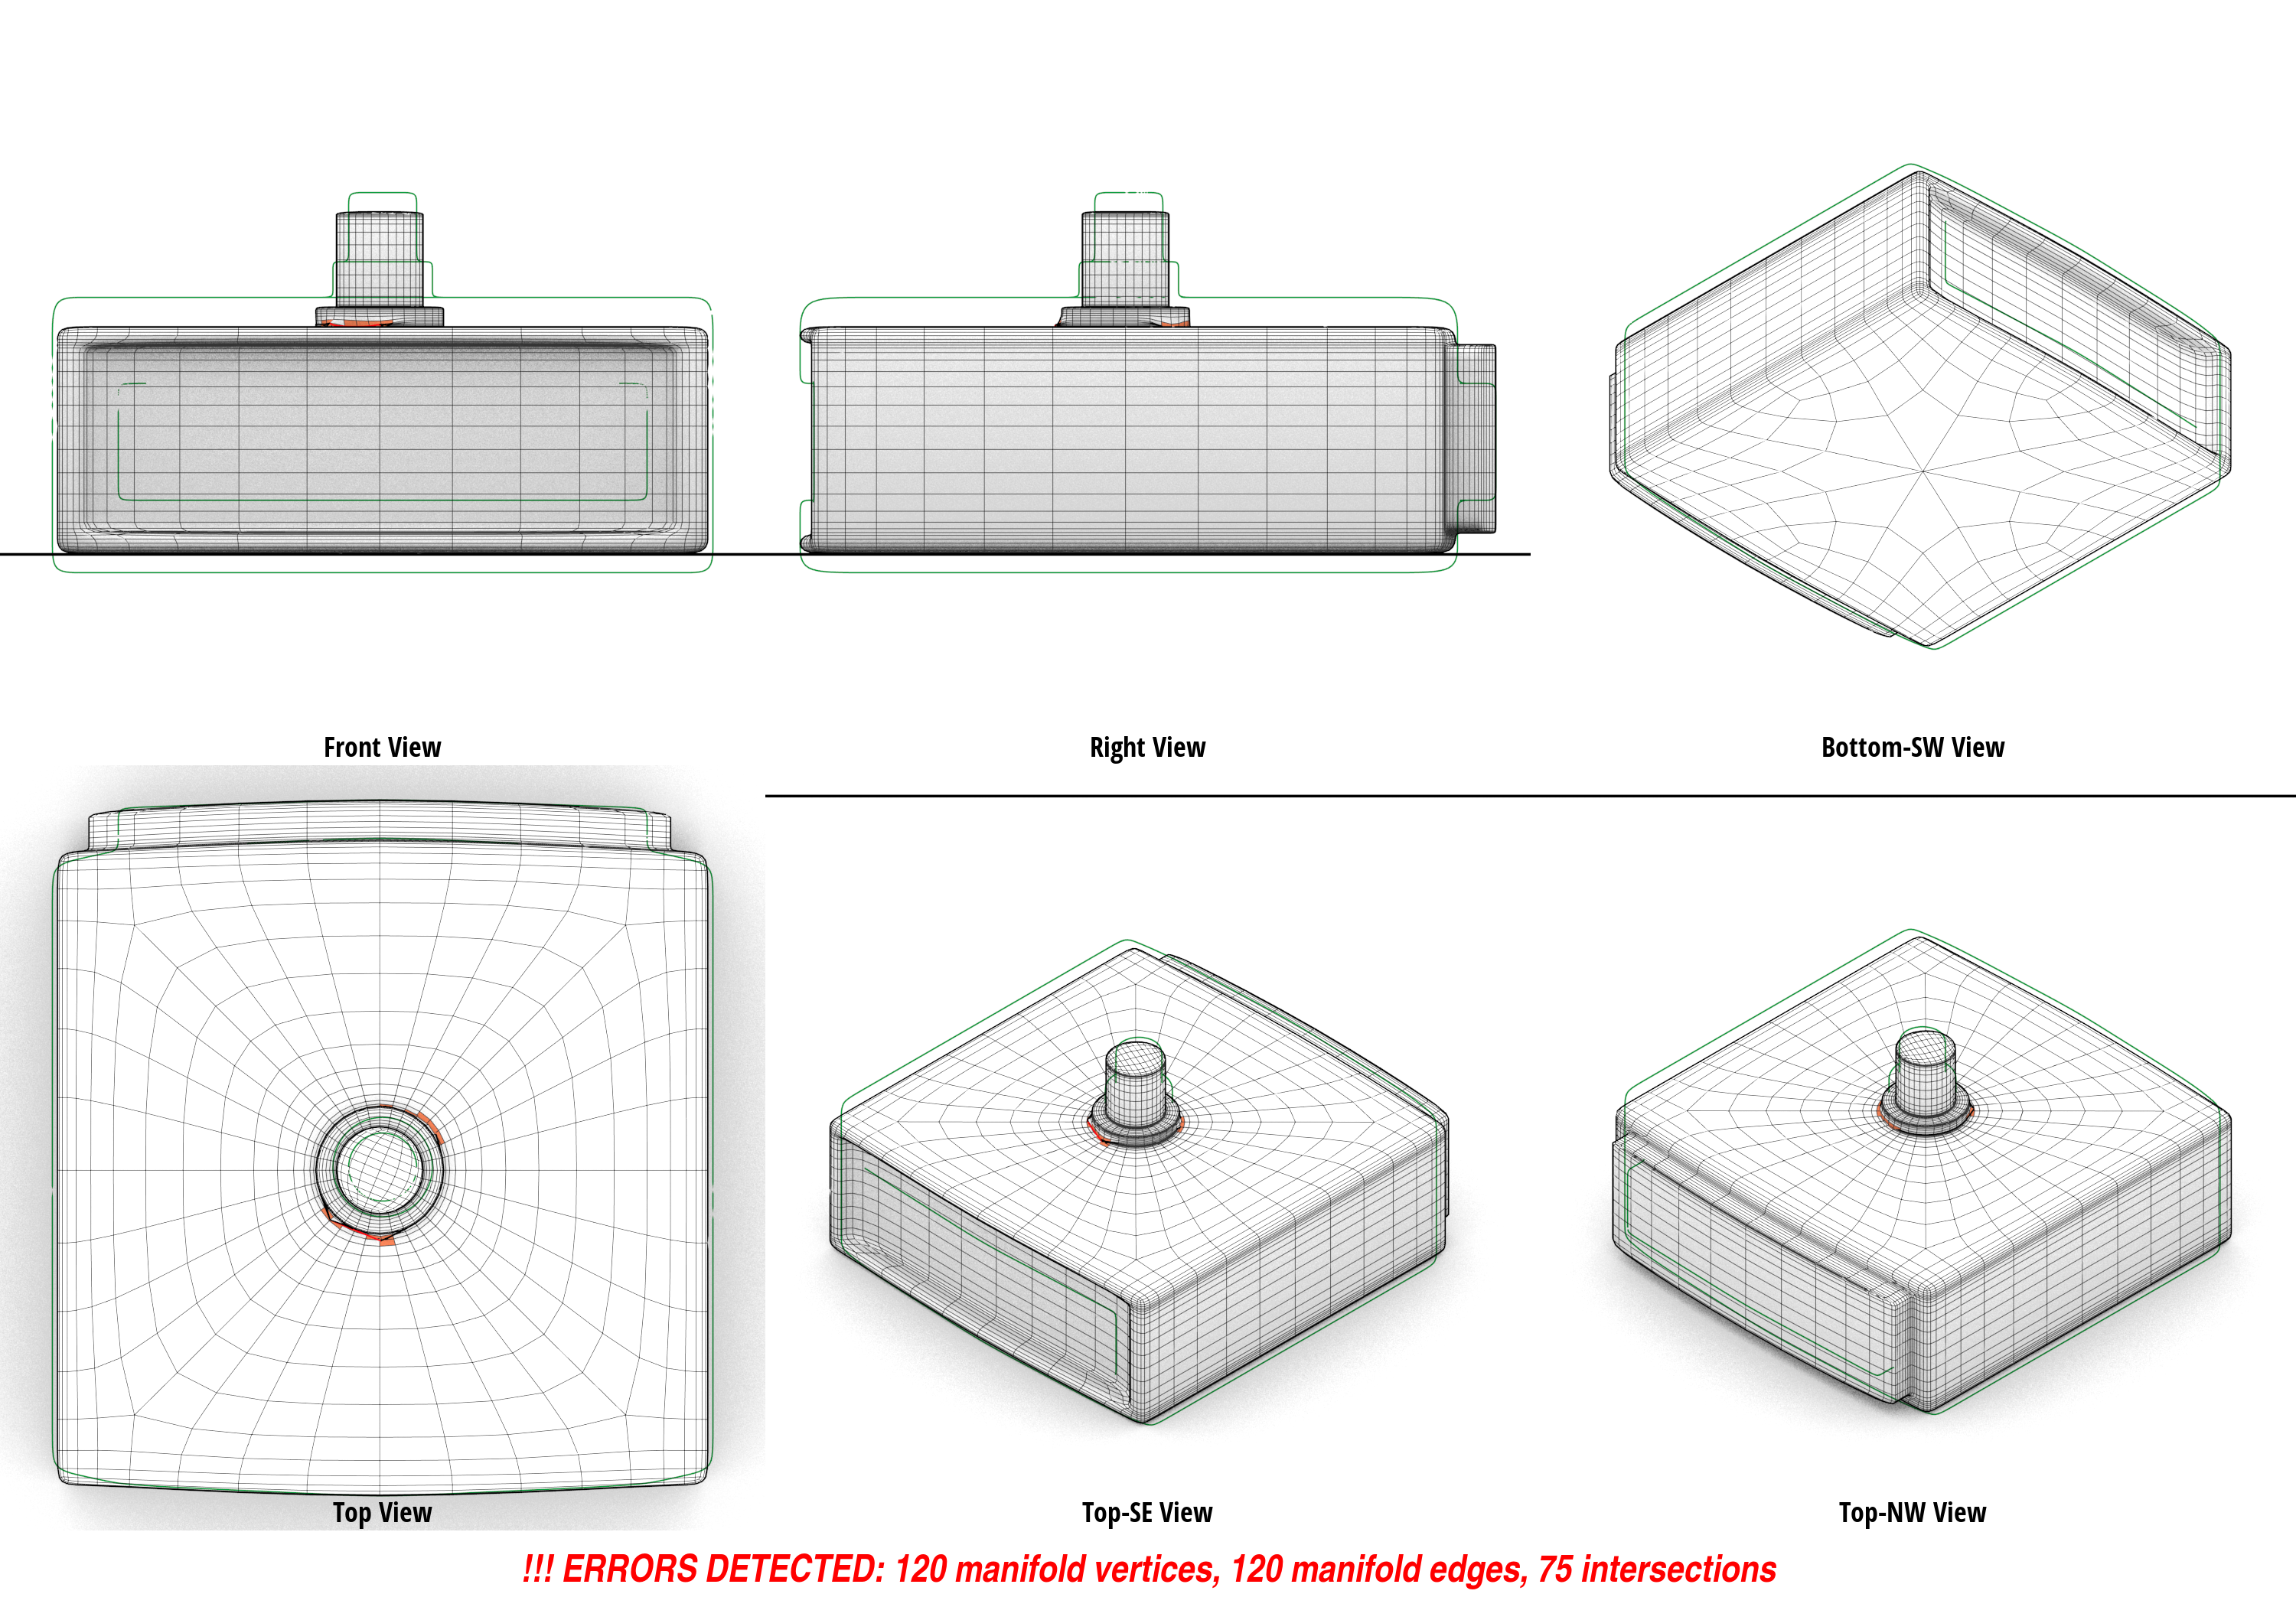 Front View
Right View
Bottom-SW View
Top View
Top-SE View
Top-NW View
!!! ERRORS DETECTED: 120 manifold vertices, 120 manifold edges, 75 intersections